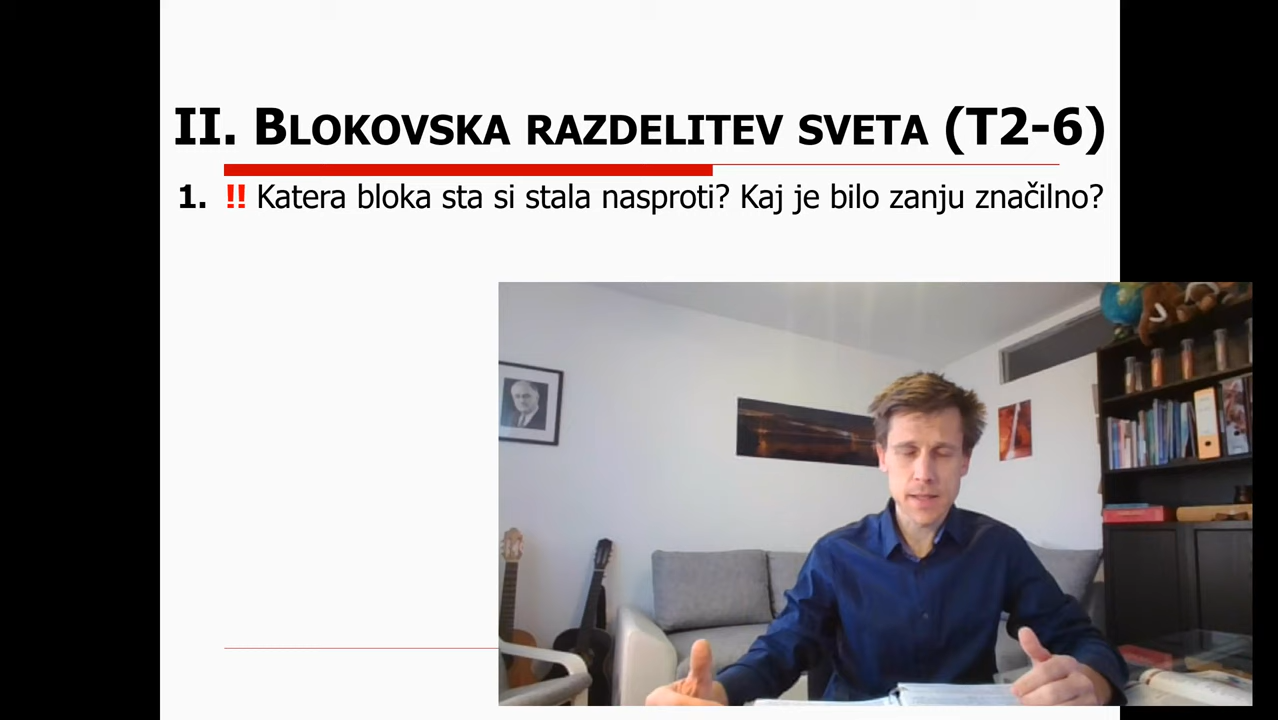 II. BLOKOVSKA RAZDELITEV SVETA (T2-6)
1. !! Katera bloka sta si stala nasproti? Kaj je bilo zanju značilno?